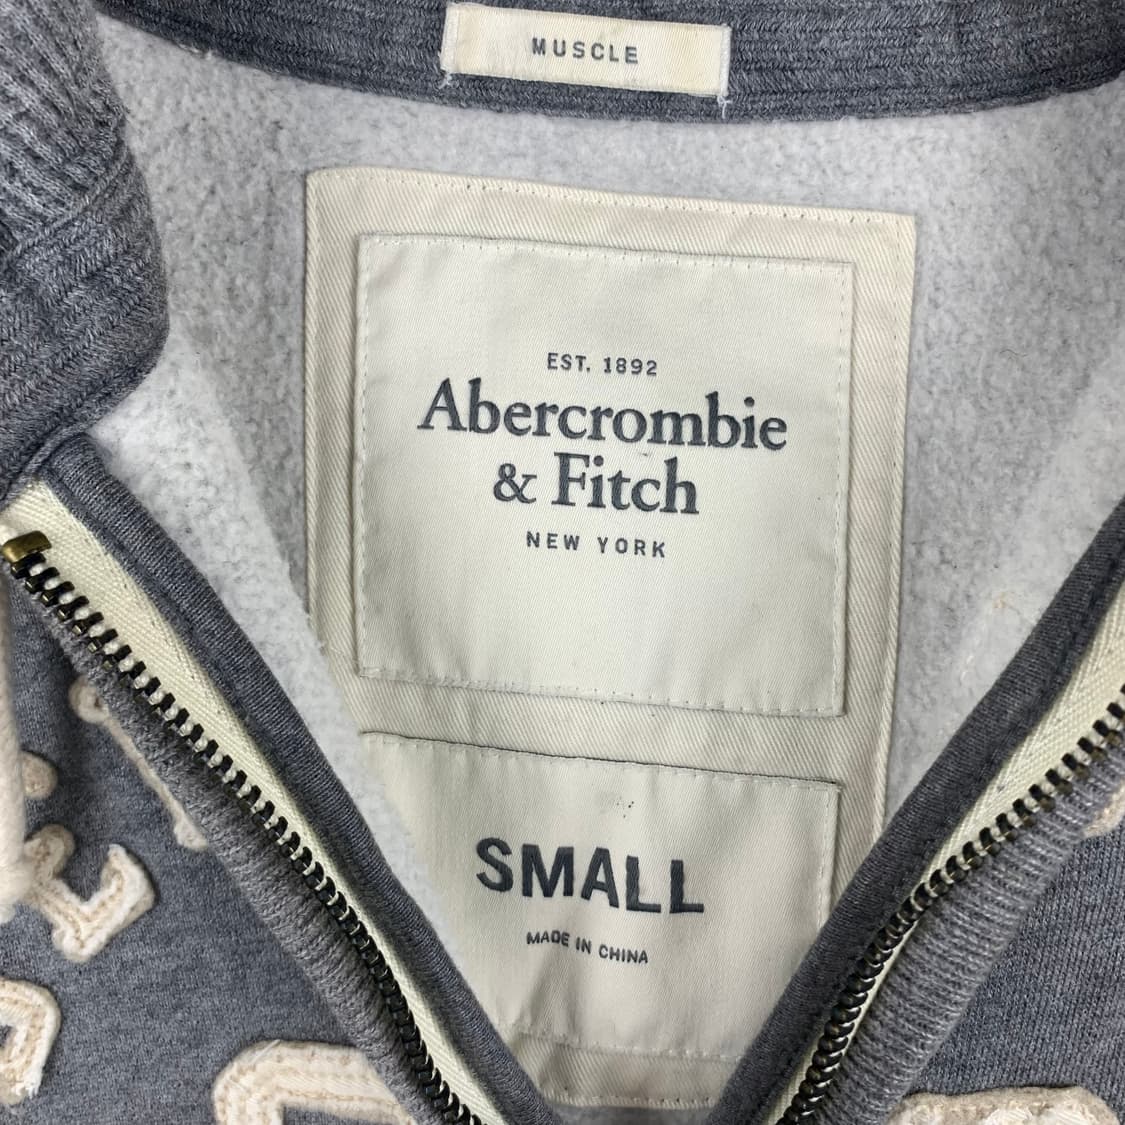 MUSCLE
EST. 1892
Abercrombie
& Fitch
NEW YORK
SMALL
MADE IN CHINA